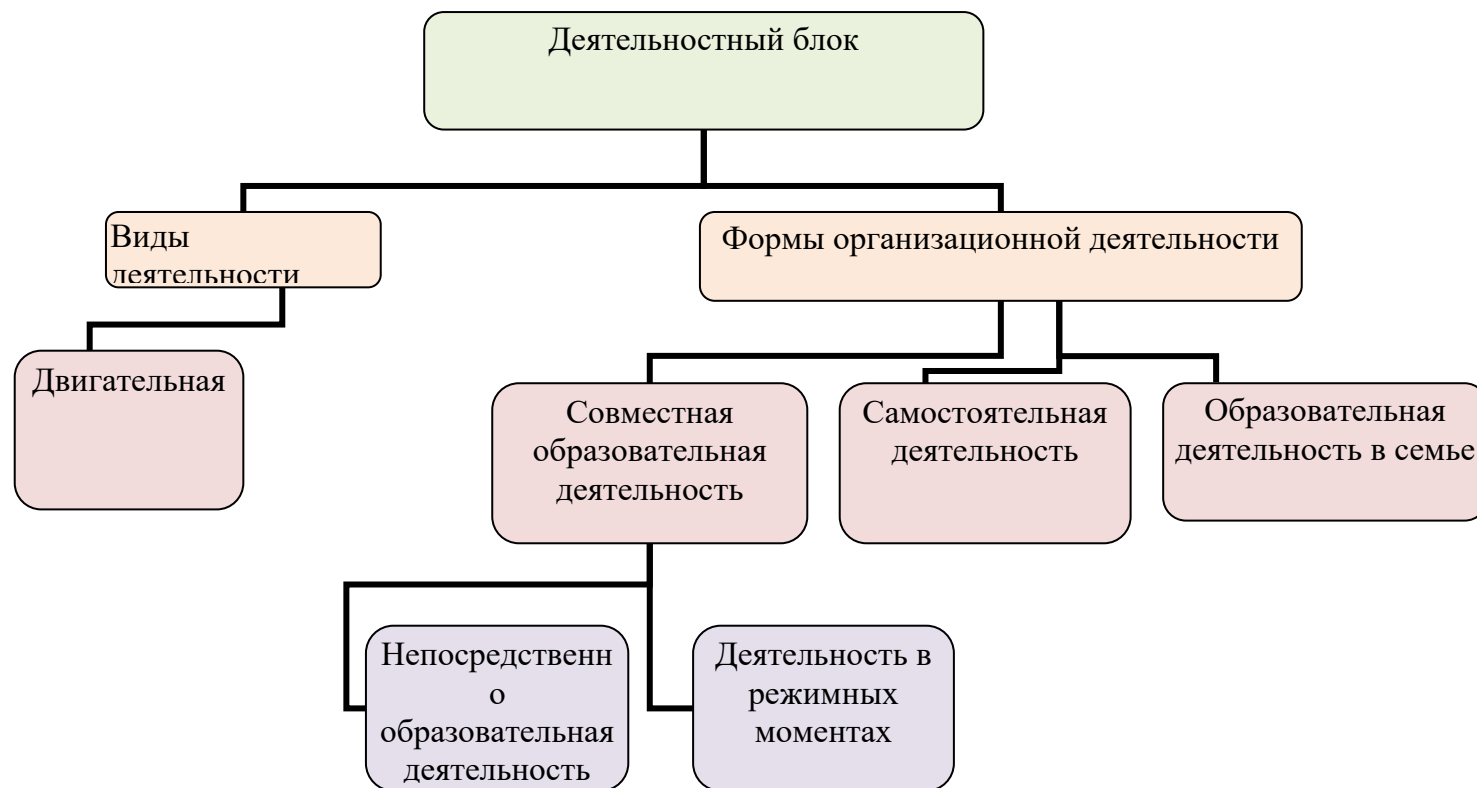 Деятельностный блок
Виды
деятельности
Формы организационной деятельности
Двигательная
Совместная
образовательная
деятельность
Самостоятельная
деятельность
Образовательная
деятельность в семье
Непосредственн
о
образовательная
деятельность
Деятельность в
режимных
моментах